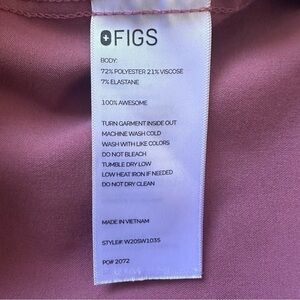 FIGS
BODY:
72% POLYESTER 21% VISCOSE
7% ELASTANE
100% AWESOME
TURN GARMENT INSIDE OUT
MACHINE WASH COLD
WASH WITH LIKE COLORS
DO NOT BLEACH
TUMBLE DRY LOW
LOW HEAT IRON IF NEEDED
DO NOT DRY CLEAN
MADE IN VIETNAM
STYLE# W20SW1035
PO# 2072